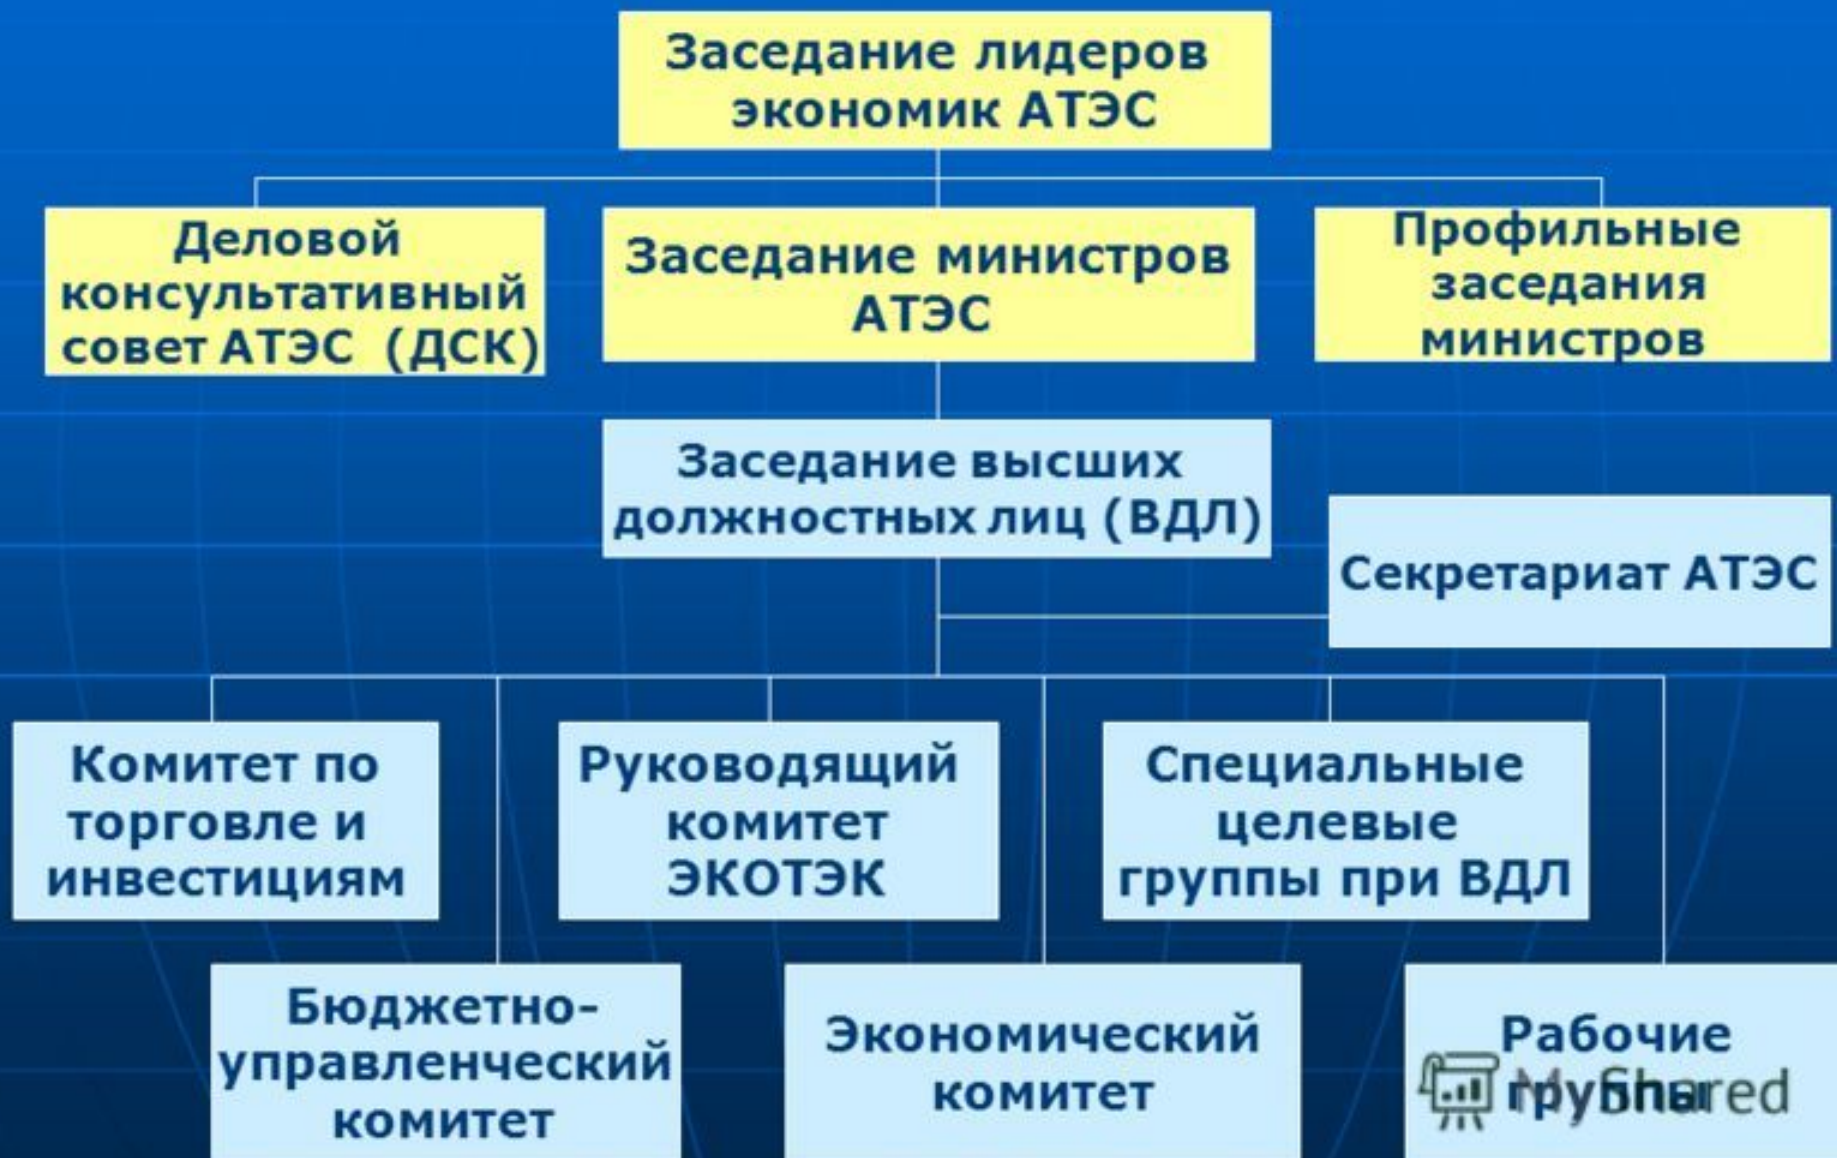 Заседание лидеров
экономик АТЭС
Деловой
консультативный
совет АТЭС (ДСК)
Заседание министров
АТЭС
Профильные
заседания
министров
Заседание высших
должностных лиц (ВДЛ)
Секретариат АТЭС
Комитет по
торговле и
инвестициям
Руководящий
комитет
ЭКОТЭК
Специальные
целевые
группы при ВДЛ
Бюджетно-
управленческий
комитет
Экономический
комитет
Рабочие
группы
MyShared